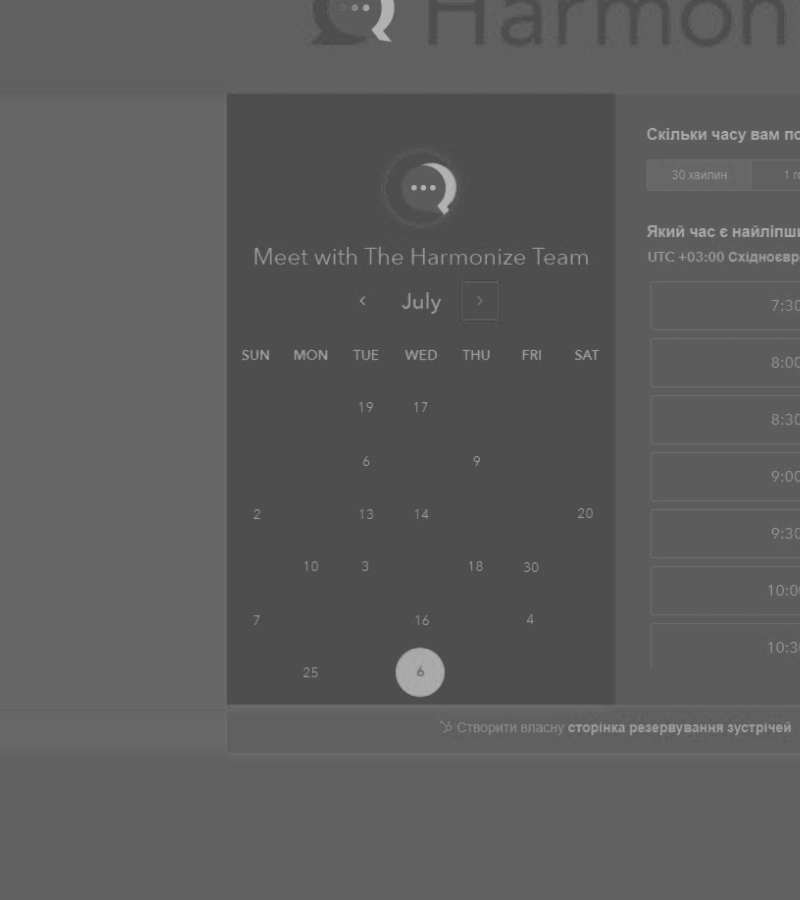 Harmon
Meet with The Harmonize Team
July
SUN MON TUE WED THU FRI SAT
19 17
6 9
2 13 14 20
10 3 18 30
7 16 4
25 6
Скільки часу вам по
30 хвилин 1 г
Який час є найліпши
UTC +03:00 Східноєвр
7:30
8:00
8:30
9:00
9:30
10:00
10:30
Створити власну сторінка резервування зустрічей